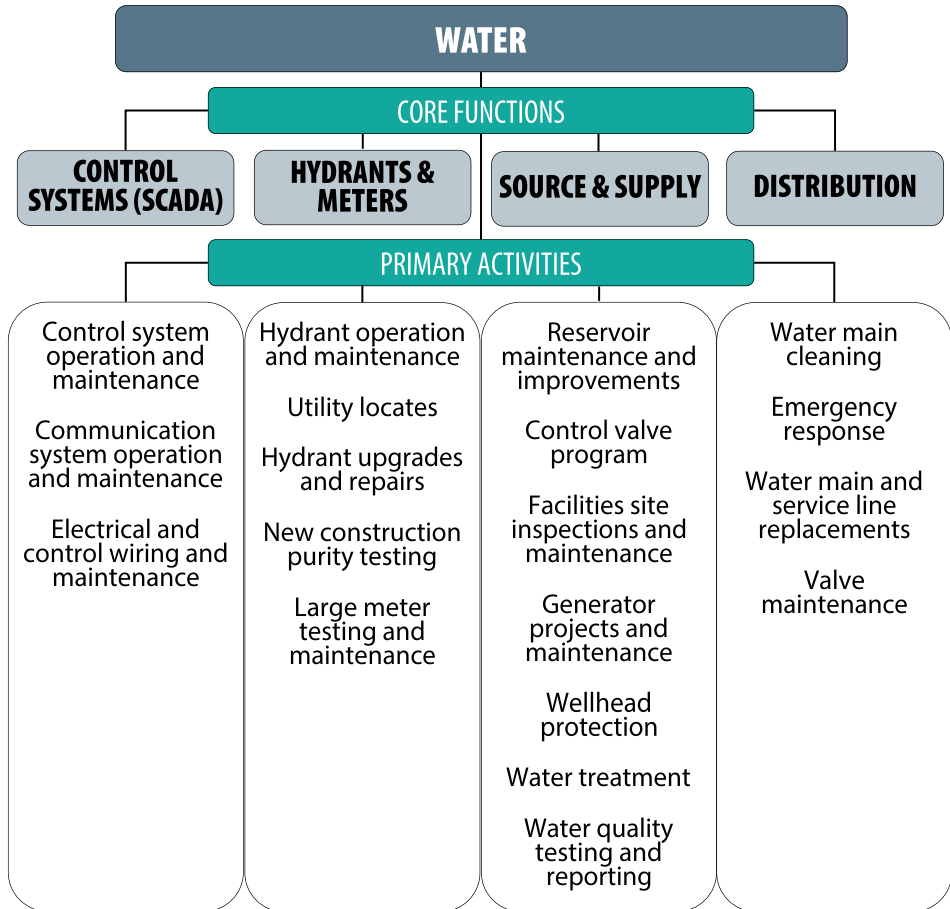 WATER
CORE FUNCTIONS
CONTROL
SYSTEMS (SCADA)
HYDRANTS &
METERS
SOURCE & SUPPLY
DISTRIBUTION
PRIMARY ACTIVITIES
Control system
operation and
maintenance
Communication
system operation
and maintenance
Electrical and
control wiring and
maintenance
Hydrant operation
and maintenance
Utility locates
Hydrant upgrades
and repairs
New construction
purity testing
Large meter
testing and
maintenance
Reservoir
maintenance and
improvements
Control valve
program
Facilities site
inspections and
maintenance
Generator
projects and
maintenance
Wellhead
protection
Water treatment
Water quality
testing and
reporting
Water main
cleaning
Emergency
response
Water main and
service line
replacements
Valve
maintenance